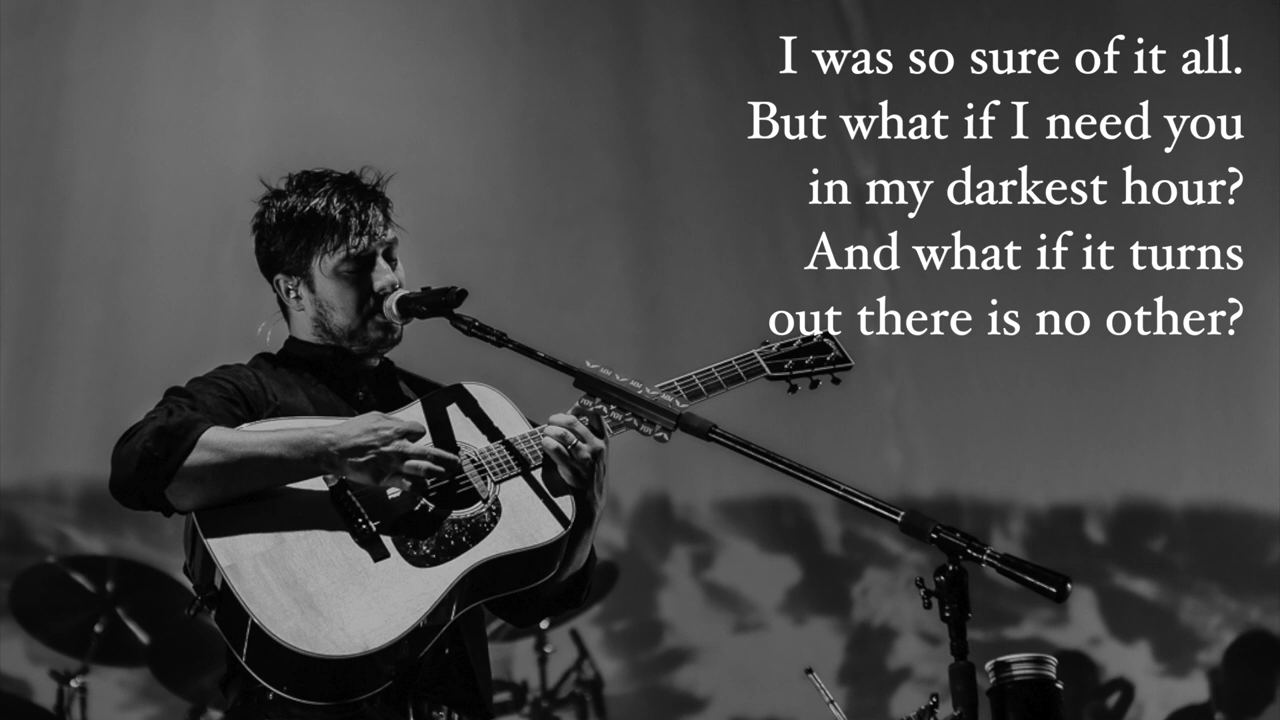 I was so sure of it all.
But what if I need you
in my darkest hour?
And what if it turns
out there is no other?